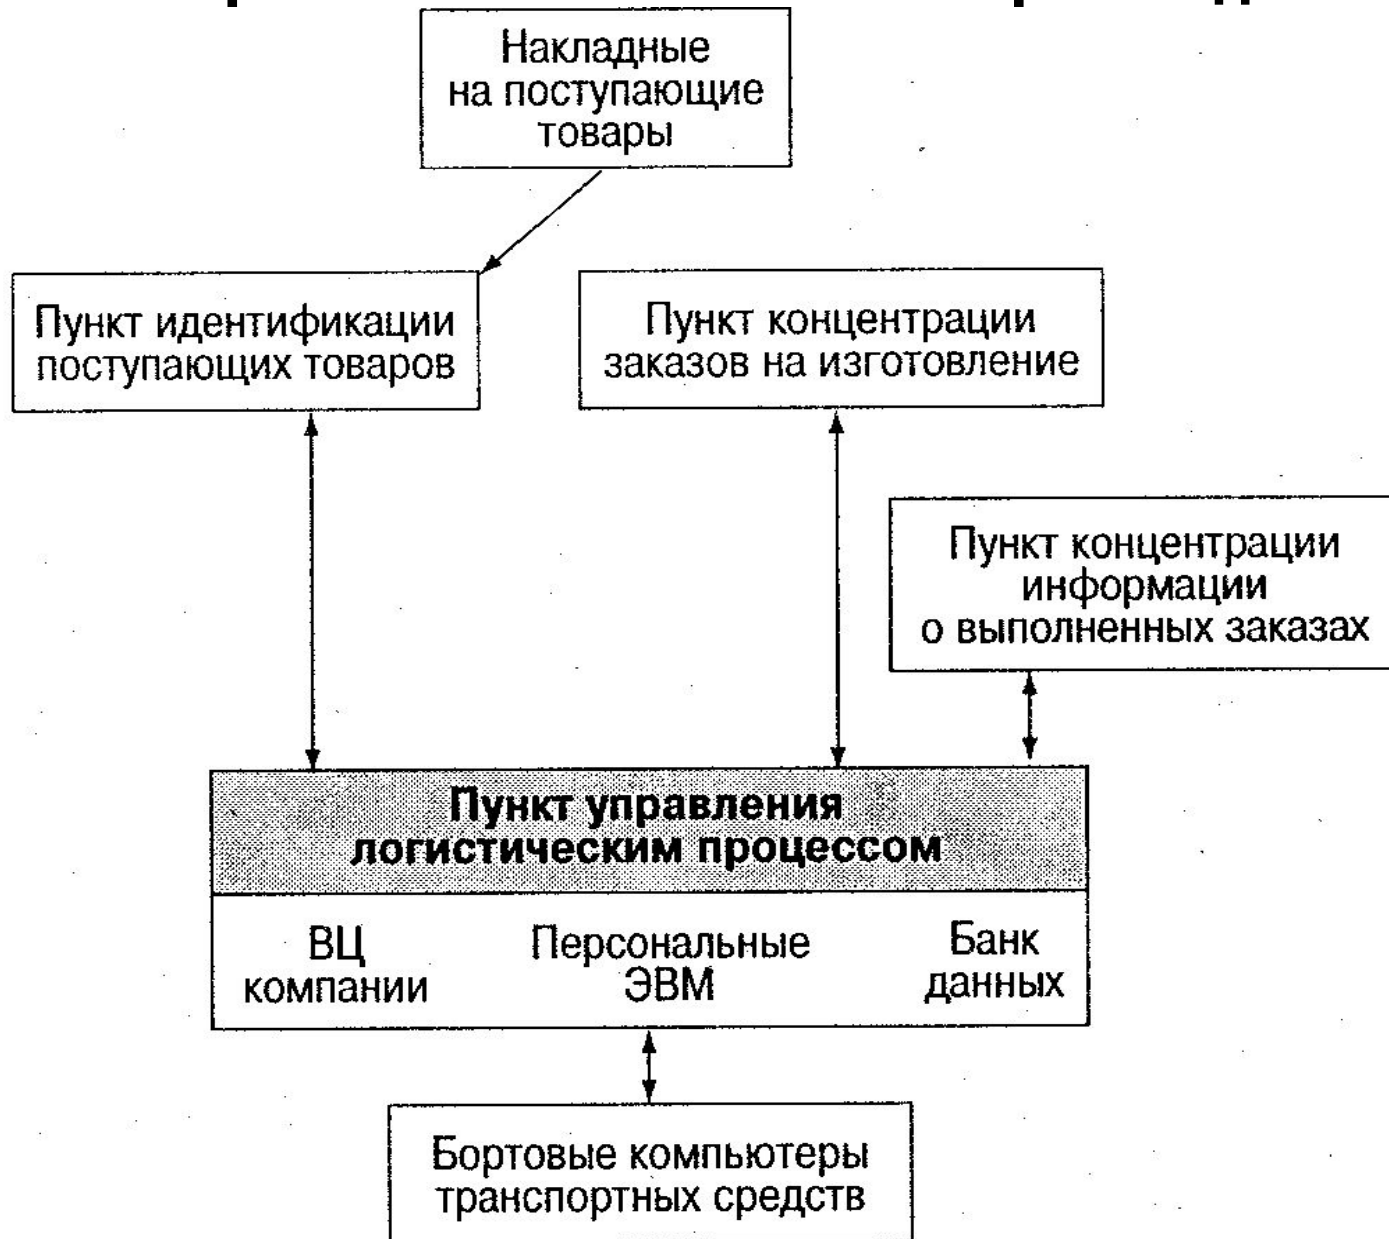 Накладные
на поступающие
товары
Пункт идентификации
поступающих товаров
Пункт концентрации
заказов на изготовление
Пункт концентрации
информации
о выполненных заказах
Пункт управления
логистическим процессом
ВЦ
компании
Персональные
ЭВМ
Банк
данных
Бортовые компьютеры
транспортных средств